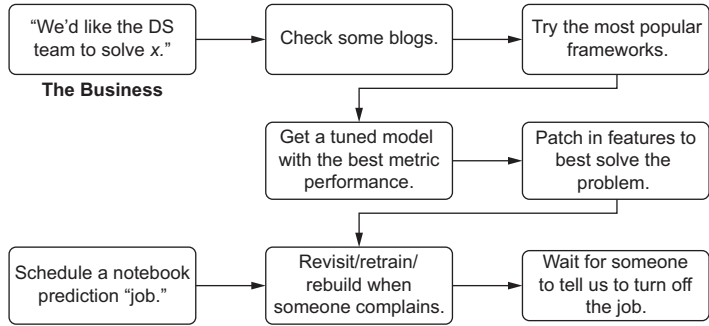 “We’d like the DS
team to solve x.”
The Business
Check some blogs.
Try the most popular
frameworks.
Get a tuned model
with the best metric
performance.
Patch in features to
best solve the
problem.
Schedule a notebook
prediction “job.”
Revisit/retrain/
rebuild when
someone complains.
Wait for someone
to tell us to turn off
the job.